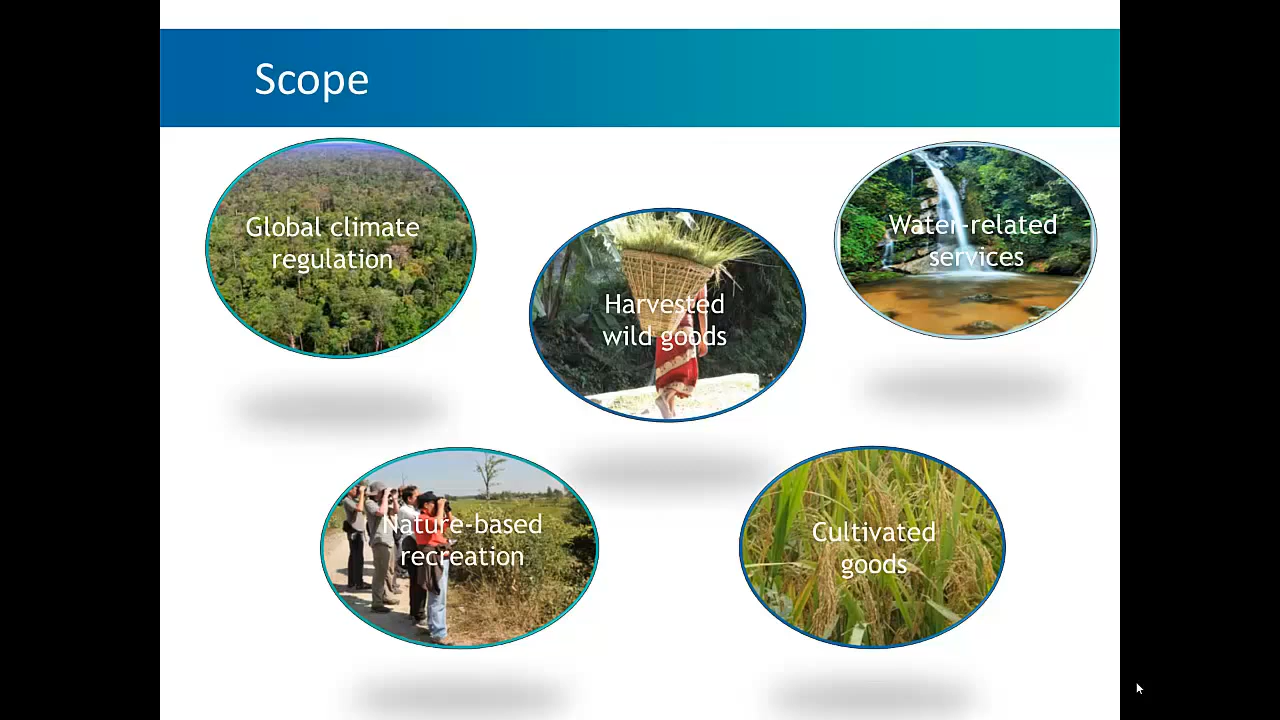 Scope
Global climate
regulation
Harvested
wild goods
Water-related
services
Nature-based
recreation
Cultivated
goods